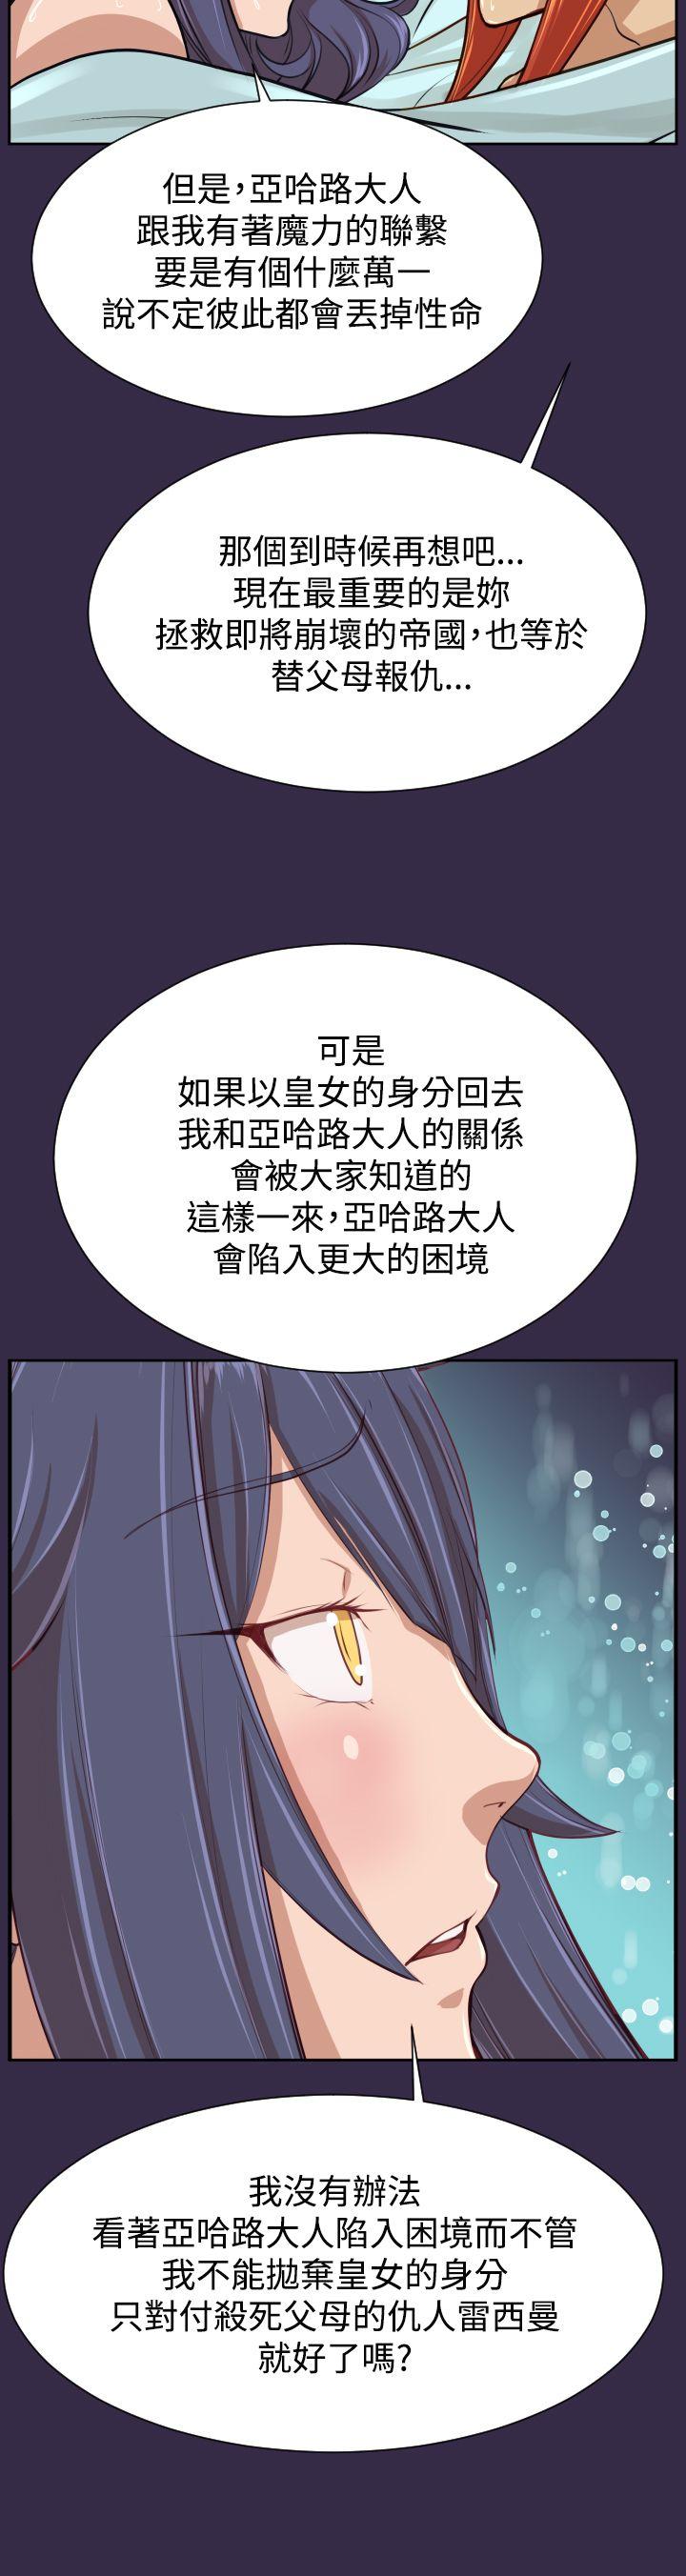 但是，亞哈路大人
跟我有著魔力的聯繫
要是有個什麼萬一
說不定彼此都會丟掉性命
那個到時候再想吧...
現在最重要的是妳
拯救即將崩壞的帝國，也等於
替父母報仇...
可是
如果以皇女的身分回去
我和亞哈路大人的關係
會被大家知道的
這樣一來，亞哈路大人
會陷入更大的困境
我沒有辦法
看著亞哈路大人陷入困境而不管
我不能拋棄皇女的身分
只對付殺死父母的仇人雷西曼
就好了嗎?